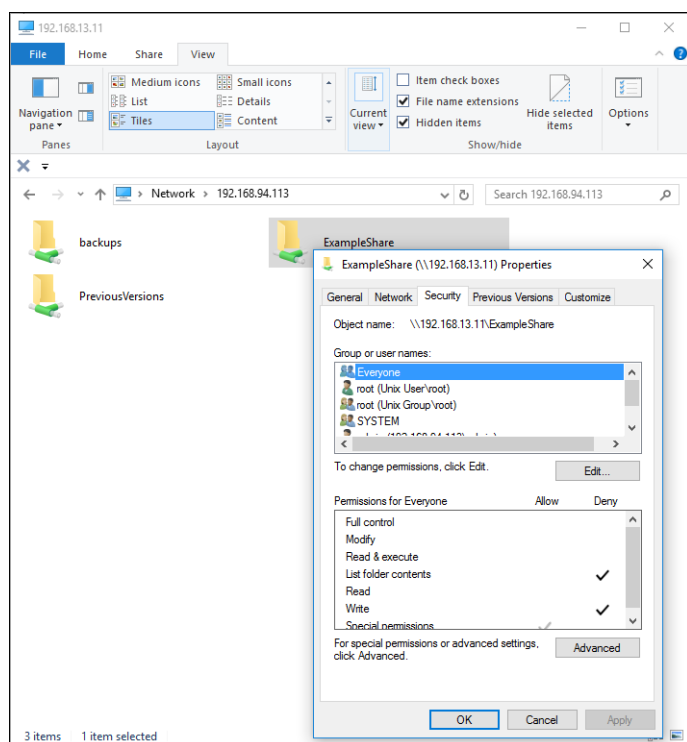 192.168.13.11
File Home Share View
Medium icons Small icons
List Details
Tiles Content
Navigation pane
Current view
Item check boxes
File name extensions
Hidden items
Hide selected items
Options
Panes Layout Show/hide
Network > 192.168.94.113
Search 192.168.94.113
backups
ExampleShare
PreviousVersions
ExampleShare (\\192.168.13.11) Properties
General Network Security Previous Versions Customize
Object name: \\192.168.13.11\ExampleShare
Group or user names:
Everyone
root (Unix User\root)
root (Unix Group\root)
SYSTEM
To change permissions, click Edit.
Edit...
Permissions for Everyone Allow Deny
Full control
Modify
Read & execute
List folder contents
Read
Write
Special permissions
For special permissions or advanced settings,
click Advanced.
Advanced
OK Cancel Apply
3 items 1 item selected